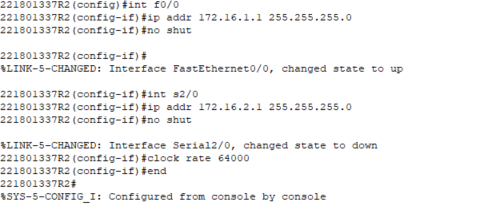 221801337R2(config)#int f0/0
221801337R2(config-if)#ip addr 172.16.1.1 255.255.255.0
221801337R2(config-if)#no shut
221801337R2(config-if)#
%LINK-5-CHANGED: Interface FastEthernet0/0, changed state to up
221801337R2(config-if)#int s2/0
221801337R2(config-if)#ip addr 172.16.2.1 255.255.255.0
221801337R2(config-if)#no shut
%LINK-5-CHANGED: Interface Serial2/0, changed state to down
221801337R2(config-if)#clock rate 64000
221801337R2(config-if)#end
221801337R2#
%SYS-5-CONFIG_I: Configured from console by console